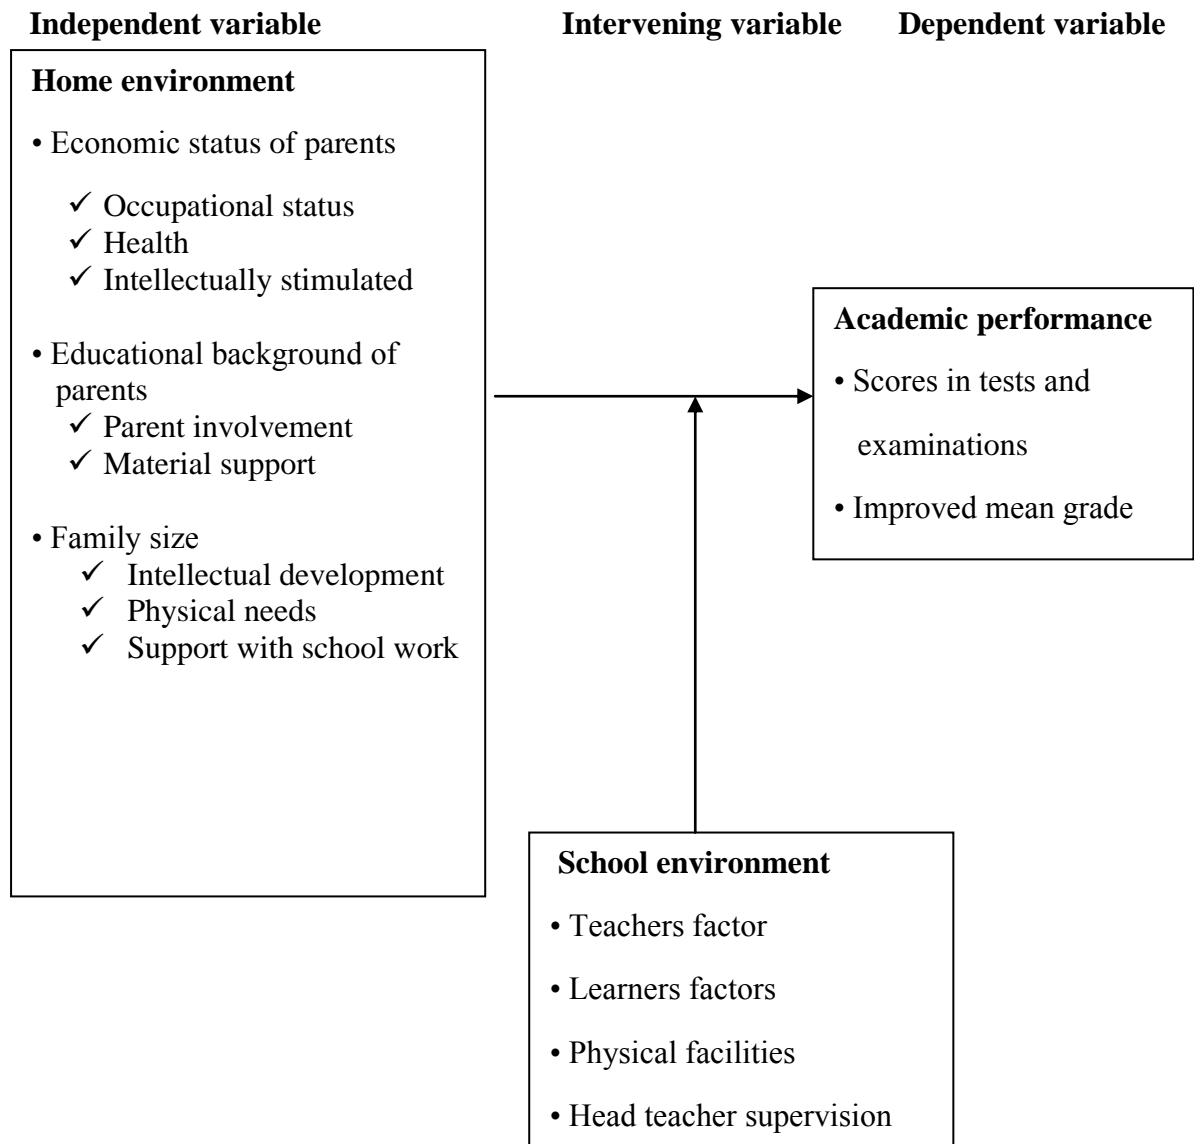 Independent variable
Intervening variable
Dependent variable
Home environment
• Economic status of parents
✓ Occupational status
✓ Health
✓ Intellectually stimulated
• Educational background of
parents
✓ Parent involvement
✓ Material support
• Family size
✓ Intellectual development
✓ Physical needs
✓ Support with school work
Academic performance
• Scores in tests and
examinations
• Improved mean grade
School environment
• Teachers factor
• Learners factors
• Physical facilities
• Head teacher supervision